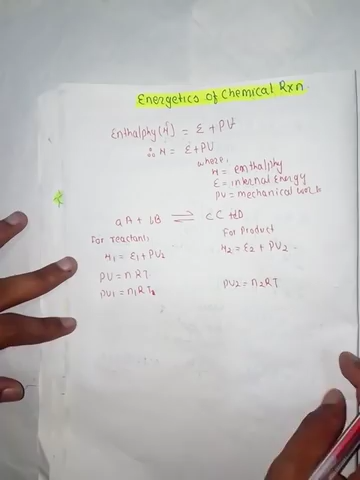 Energetics of Chemical Rxn.
Enthalphy(H) = E + PV
∴ H = E+PV
where,
H = enthalphy
E = internal Energy
PV = mechanical work
aA + bB ⇌ cC + dD
For reactants
For Product
H1 = E1 + PV1
H2 = E2 + PV2
PV = nRT
PV1 = n1RT
PV2 = n2RT